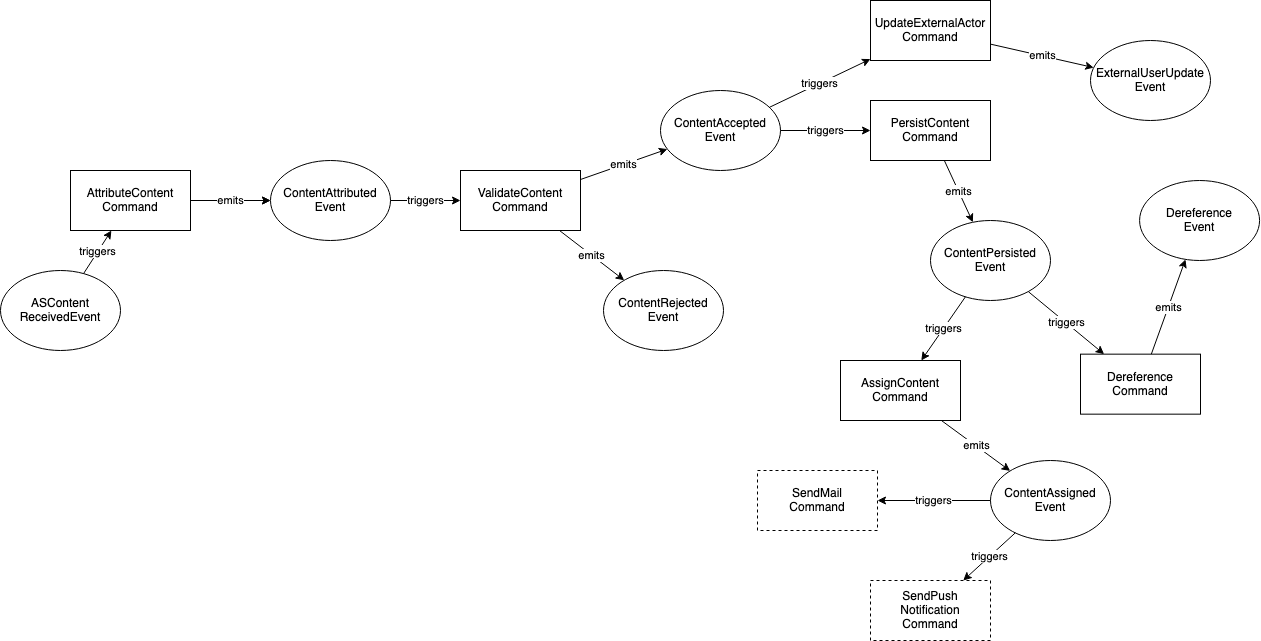 UpdateExternalActor
Command
emits
ExternalUserUpdate
Event
triggers
ContentAccepted
Event
triggers
PersistContent
Command
emits
AttributeContent
Command
emits
ContentAttributed
Event
triggers
ValidateContent
Command
emits
Dereference
Event
triggers
emits
ContentPersisted
Event
ASContent
ReceivedEvent
ContentRejected
Event
emits
triggers
triggers
AssignContent
Command
Dereference
Command
emits
SendMail
Command
triggers
ContentAssigned
Event
triggers
SendPush
Notification
Command